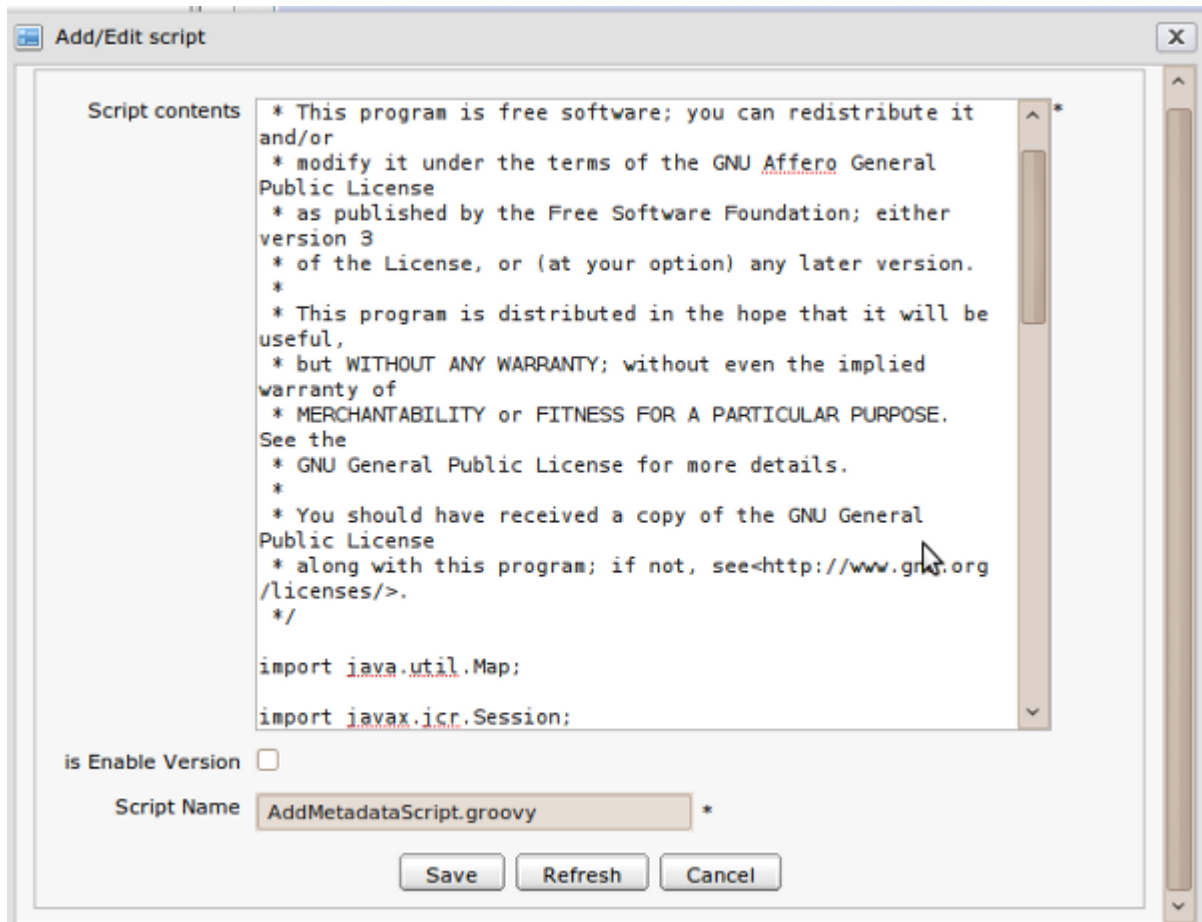 Add/Edit script
X
Script contents
* This program is free software; you can redistribute it
and/or
* modify it under the terms of the GNU Affero General
Public License
* as published by the Free Software Foundation; either
version 3
* of the License, or (at your option) any later version.
*
* This program is distributed in the hope that it will be
useful,
* but WITHOUT ANY WARRANTY; without even the implied
warranty of
* MERCHANTABILITY or FITNESS FOR A PARTICULAR PURPOSE.
See the
* GNU General Public License for more details.
*
* You should have received a copy of the GNU General
Public License
* along with this program; if not, see<http://www.gnu.org
/licenses/>.
*/
import java.util.Map;
import javax.jcr.Session;
*
is Enable Version
Script Name AddMetadataScript.groovy *
Save Refresh Cancel